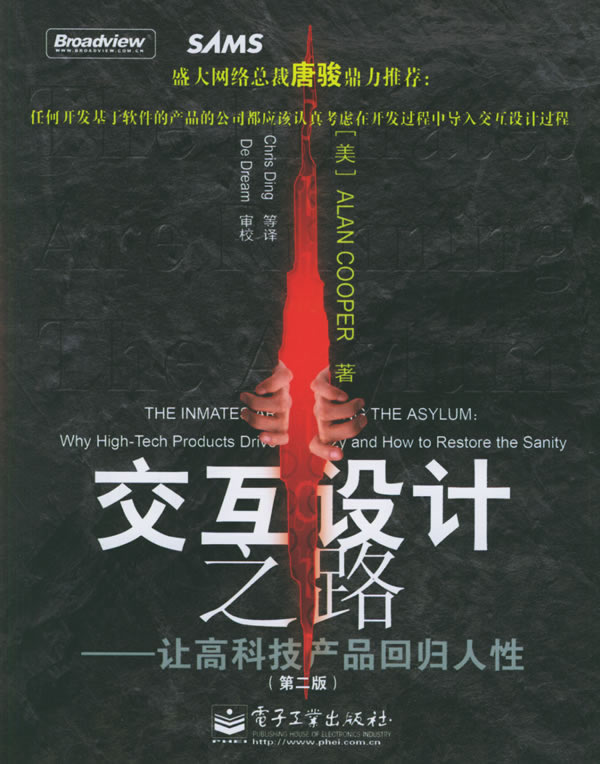 Broadview®
WWW.BROADVIEW.COM.CN
SAMS
盛大网络总裁唐骏鼎力推荐:
任何开发基于软件的产品的公司都应该认真考虑在开发过程中导入交互设计过程
[美] ALAN COOPER 著
Chris Ding 等译
De Dream 审校
THE INMATES AR S THE ASYLUM:
Why High-Tech Products Drive y and How to Restore the Sanity
交互设计
之路
——让高科技产品回归人性
(第二版)
电子工业出版社
PUBLISHING HOUSE OF ELECTRONICS INDUSTRY
PHEI http://www.phei.com.cn